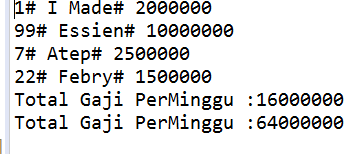 1# I Made# 2000000
99# Essien# 10000000
7# Atep# 2500000
22# Febry# 1500000
Total Gaji PerMinggu :16000000
Total Gaji PerMinggu :64000000